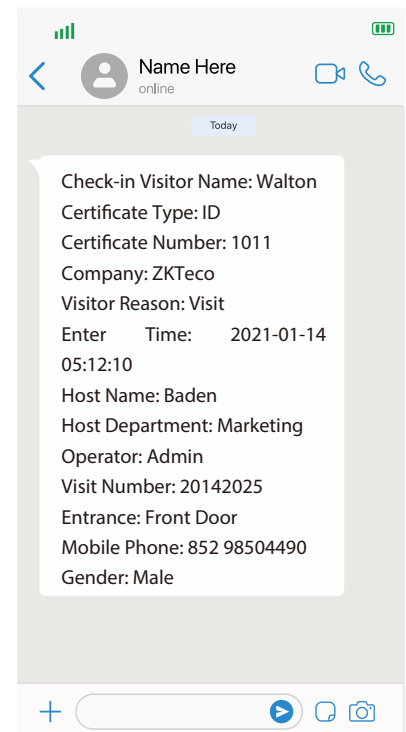 Name Here
online
Today
Check-in Visitor Name: Walton
Certificate Type: ID
Certificate Number: 1011
Company: ZKTeco
Visitor Reason: Visit
Enter Time: 2021-01-14
05:12:10
Host Name: Baden
Host Department: Marketing
Operator: Admin
Visit Number: 20142025
Entrance: Front Door
Mobile Phone: 852 98504490
Gender: Male